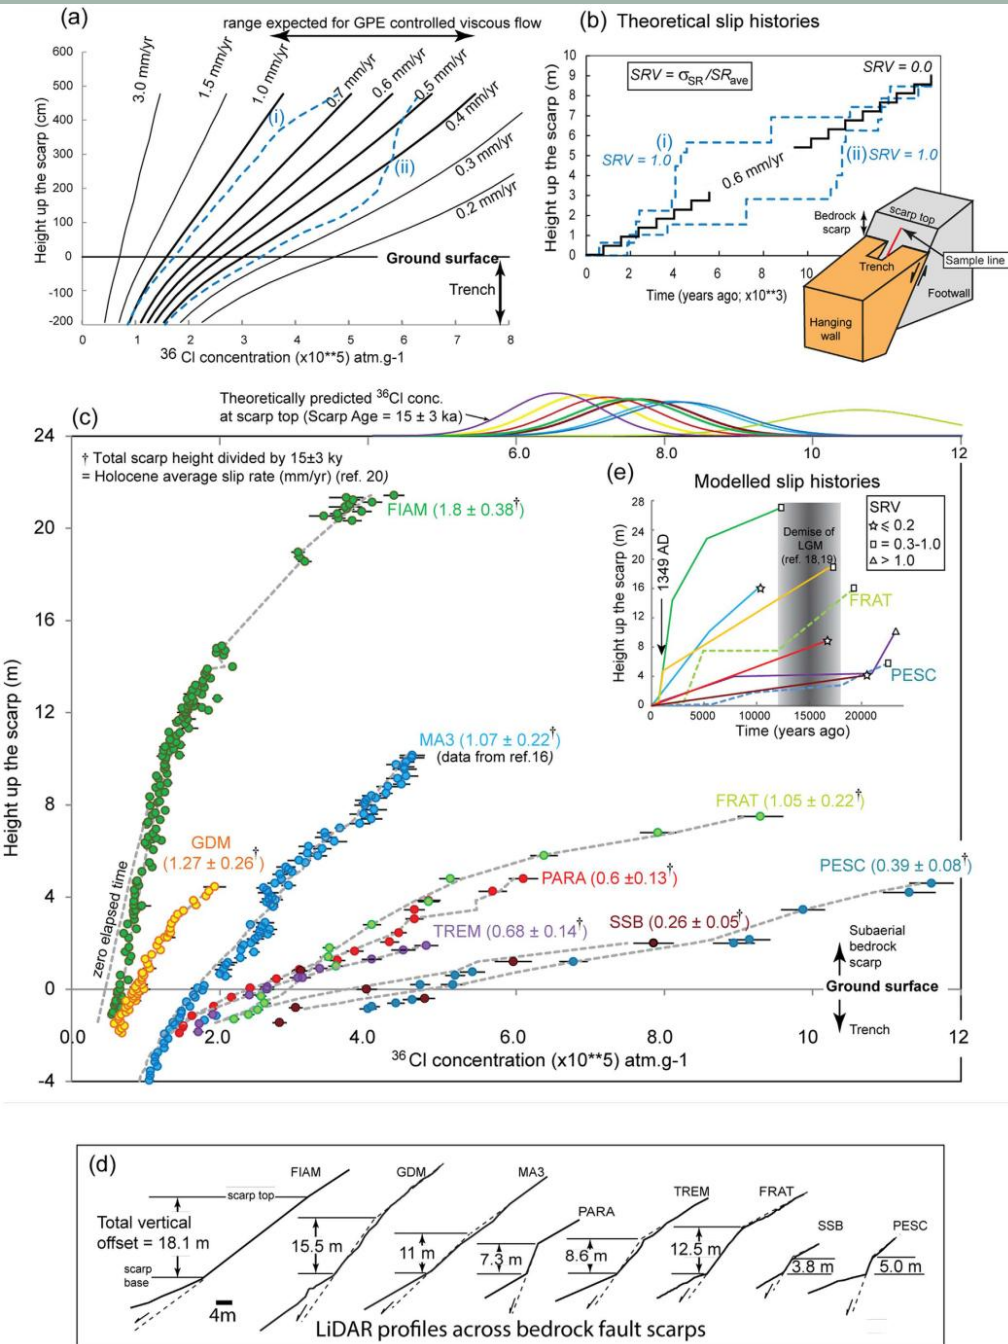 (a)
range expected for GPE controlled viscous flow
3.0 mm/yr
1.5 mm/yr
1.0 mm/yr
0.7 mm/yr
0.6 mm/yr
0.5 mm/yr
0.4 mm/yr
0.3 mm/yr
0.2 mm/yr
(i)
(ii)
Height up the scarp (cm)
600
500
400
300
200
100
0
-100
-200
Ground surface
Trench
0 1 2 3 4 5 6 7 8
36 Cl concentration (x10**5) atm.g-1
(b) Theoretical slip histories
SRV = σSR/SRave
SRV = 0.0
(i)
SRV = 1.0
0.6 mm/yr
(ii) SRV = 1.0
Height up the scarp (m)
10
9
8
7
6
5
4
3
2
1
0
0 2 4 6 8 10
Time (years ago; x10**3)
Bedrock
scarp
scarp top
Sample line
Trench
Footwall
Hanging
wall
(c)
Theoretically predicted 36Cl conc.
at scarp top (Scarp Age = 15 ± 3 ka)
6.0 8.0 10 12
† Total scarp height divided by 15±3 ky
= Holocene average slip rate (mm/yr) (ref. 20)
FIAM (1.8 ± 0.38†)
GDM
(1.27 ± 0.26†)
MA3 (1.07 ± 0.22†)
(data from ref.16)
FRAT (1.05 ± 0.22†)
PARA (0.6 ±0.13†)
PESC (0.39 ± 0.08†)
TREM (0.68 ± 0.14†)
SSB (0.26 ± 0.05†)
zero elapsed time
Subaerial
bedrock
scarp
Ground surface
Trench
Height up the scarp (m)
24
20
16
12
8
4
0
-4
0.0 2.0 4.0 6.0 8.0 10 12
36Cl concentration (x10**5) atm.g-1
(e)
Modelled slip histories
SRV
☆ ⩽ 0.2
□ = 0.3-1.0
△ > 1.0
1349 AD
Demise of
LGM
(ref. 18,19)
FRAT
PESC
Height up the scarp (m)
28
24
20
16
12
8
4
0
0 5000 10000 15000 20000
Time (years ago)
(d)
FIAM GDM MA3 PARA TREM FRAT SSB PESC
scarp top
Total vertical
offset = 18.1 m
scarp
base
4m
15.5 m
11 m
7.3 m
8.6 m
12.5 m
3.8 m
5.0 m
LiDAR profiles across bedrock fault scarps